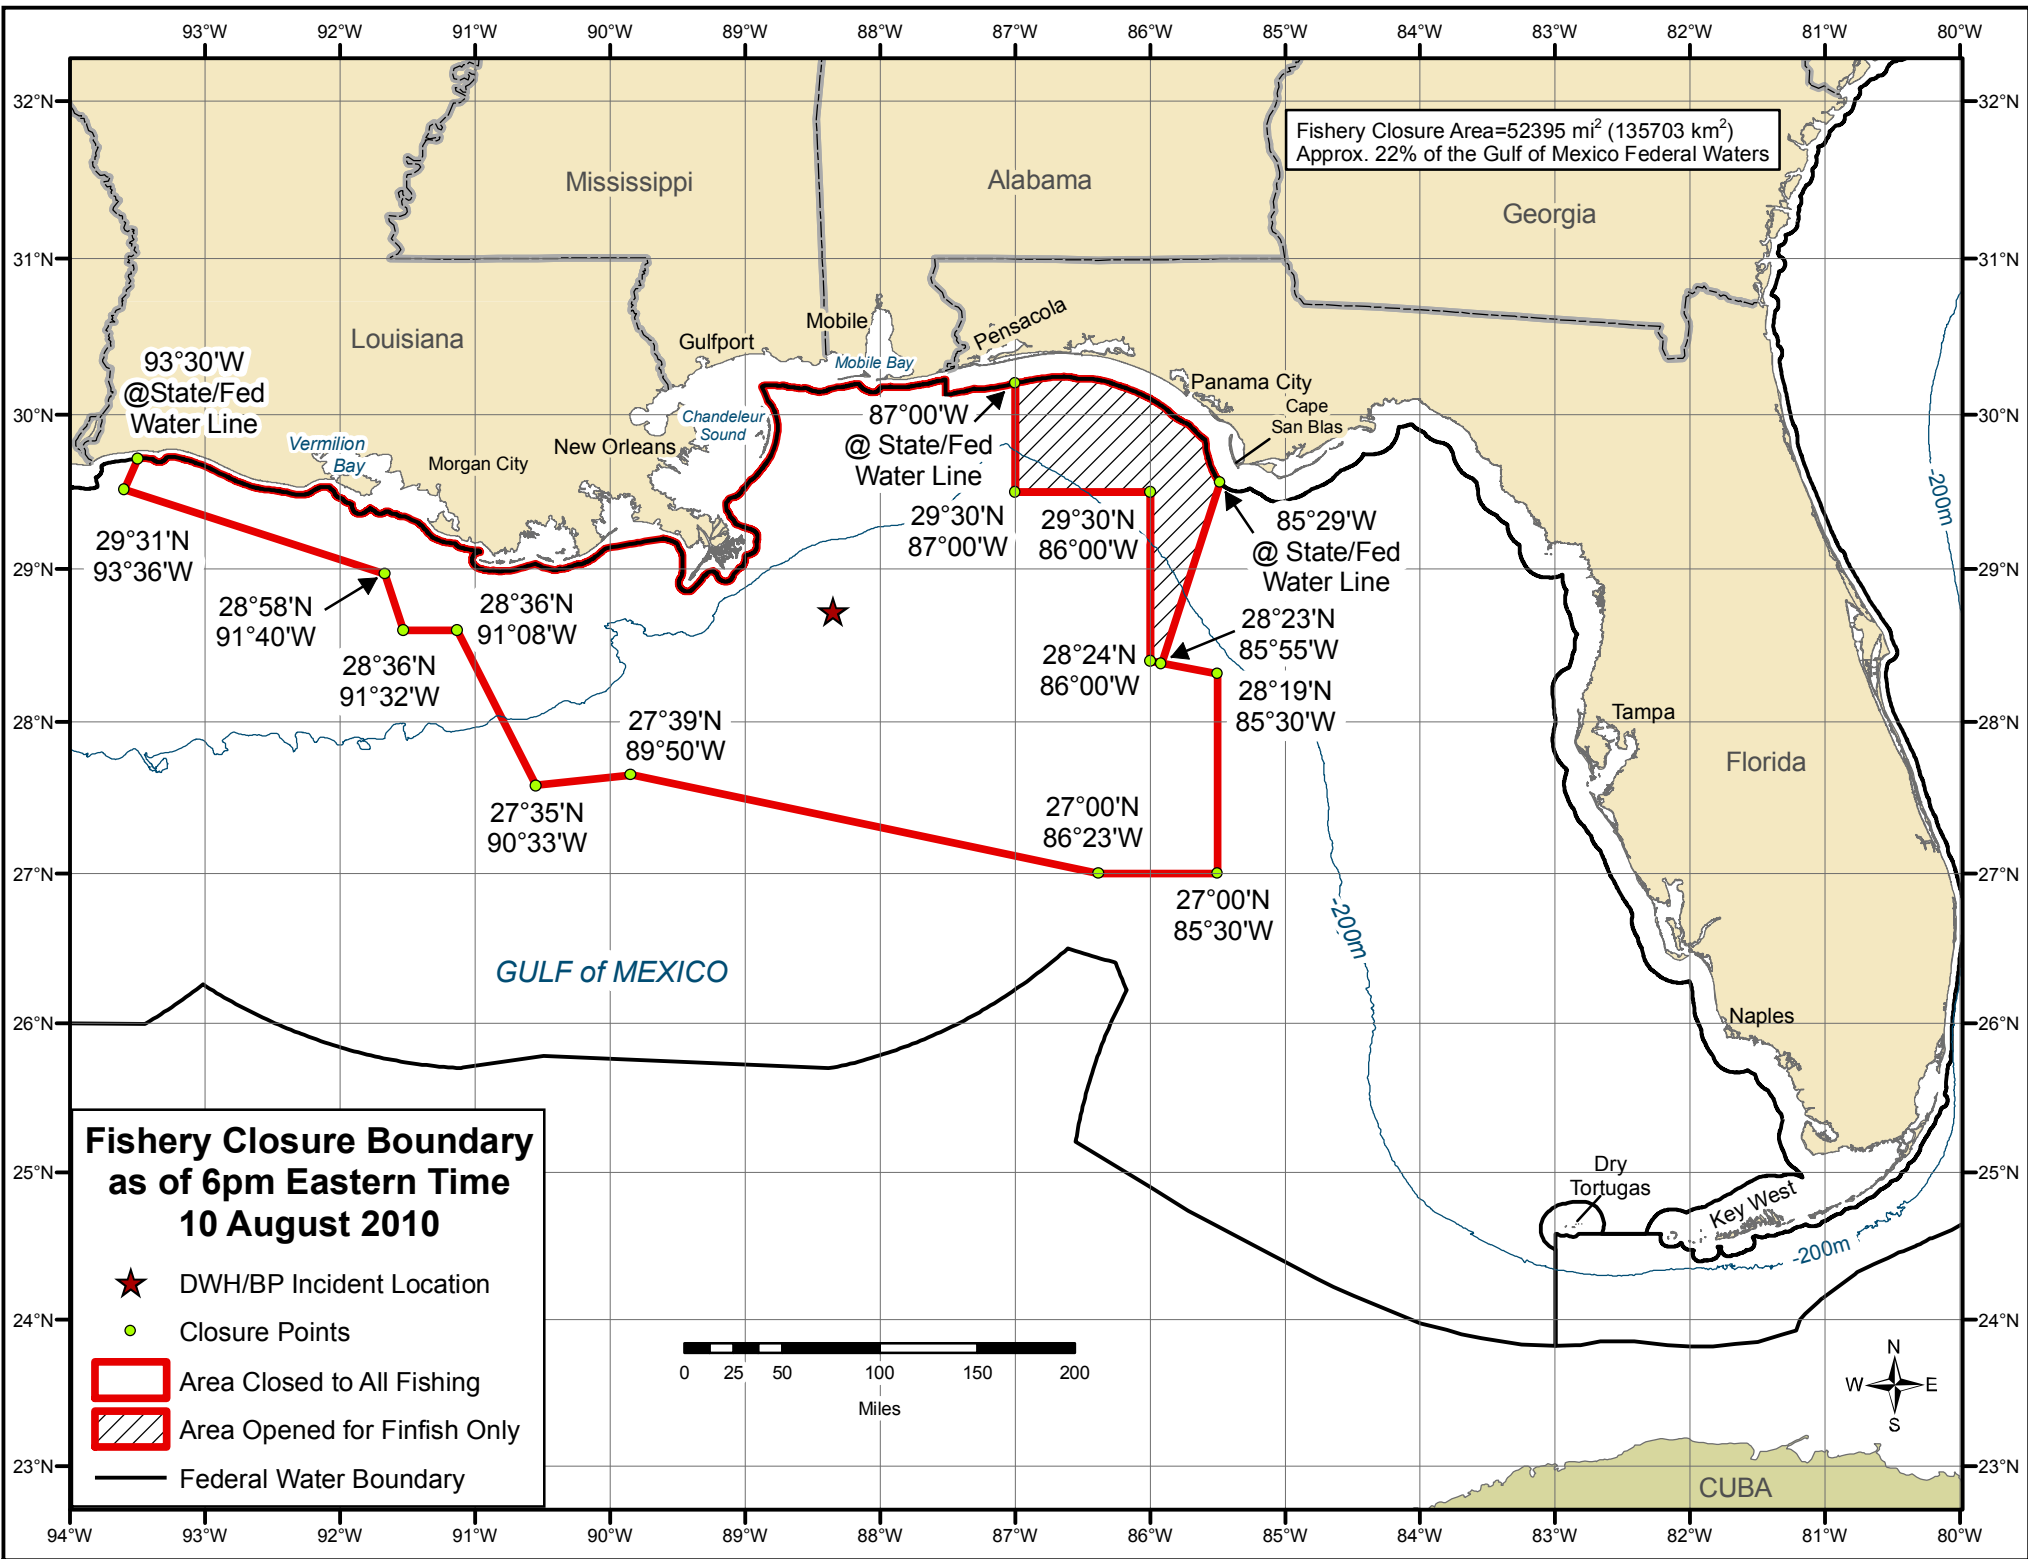 93°W 92°W 91°W 90°W 89°W 88°W 87°W 86°W 85°W 84°W 83°W 82°W 81°W 80°W
32°N 32°N
Fishery Closure Area=52395 mi² (135703 km²)
Approx. 22% of the Gulf of Mexico Federal Waters
Mississippi
Alabama
Georgia
31°N 31°N
Louisiana
Gulfport
Mobile
Pensacola
Mobile Bay
Panama City
Cape
San Blas
93°30'W
@State/Fed
Water Line
30°N 30°N
Chandeleur
Sound
87°00'W
@ State/Fed
Water Line
Vermilion
Bay
Morgan City
New Orleans
-200m
29°31'N
93°36'W
29°30'N
87°00'W
29°30'N
86°00'W
85°29'W
@ State/Fed
Water Line
29°N 29°N
28°58'N
91°40'W
28°36'N
91°08'W
28°23'N
85°55'W
28°36'N
91°32'W
28°24'N
86°00'W
28°19'N
85°30'W
28°N 28°N
27°39'N
89°50'W
Tampa
Florida
27°35'N
90°33'W
27°00'N
86°23'W
27°N 27°N
27°00'N
85°30'W
-200m
GULF of MEXICO
26°N 26°N
Naples
25°N 25°N
Dry
Tortugas
Key West
-200m
Fishery Closure Boundary
as of 6pm Eastern Time
10 August 2010
DWH/BP Incident Location
Closure Points
Area Closed to All Fishing
Area Opened for Finfish Only
Federal Water Boundary
24°N 24°N
0 25 50 100 150 200
Miles
N
W E
S
23°N 23°N
CUBA
94°W 93°W 92°W 91°W 90°W 89°W 88°W 87°W 86°W 85°W 84°W 83°W 82°W 81°W 80°W